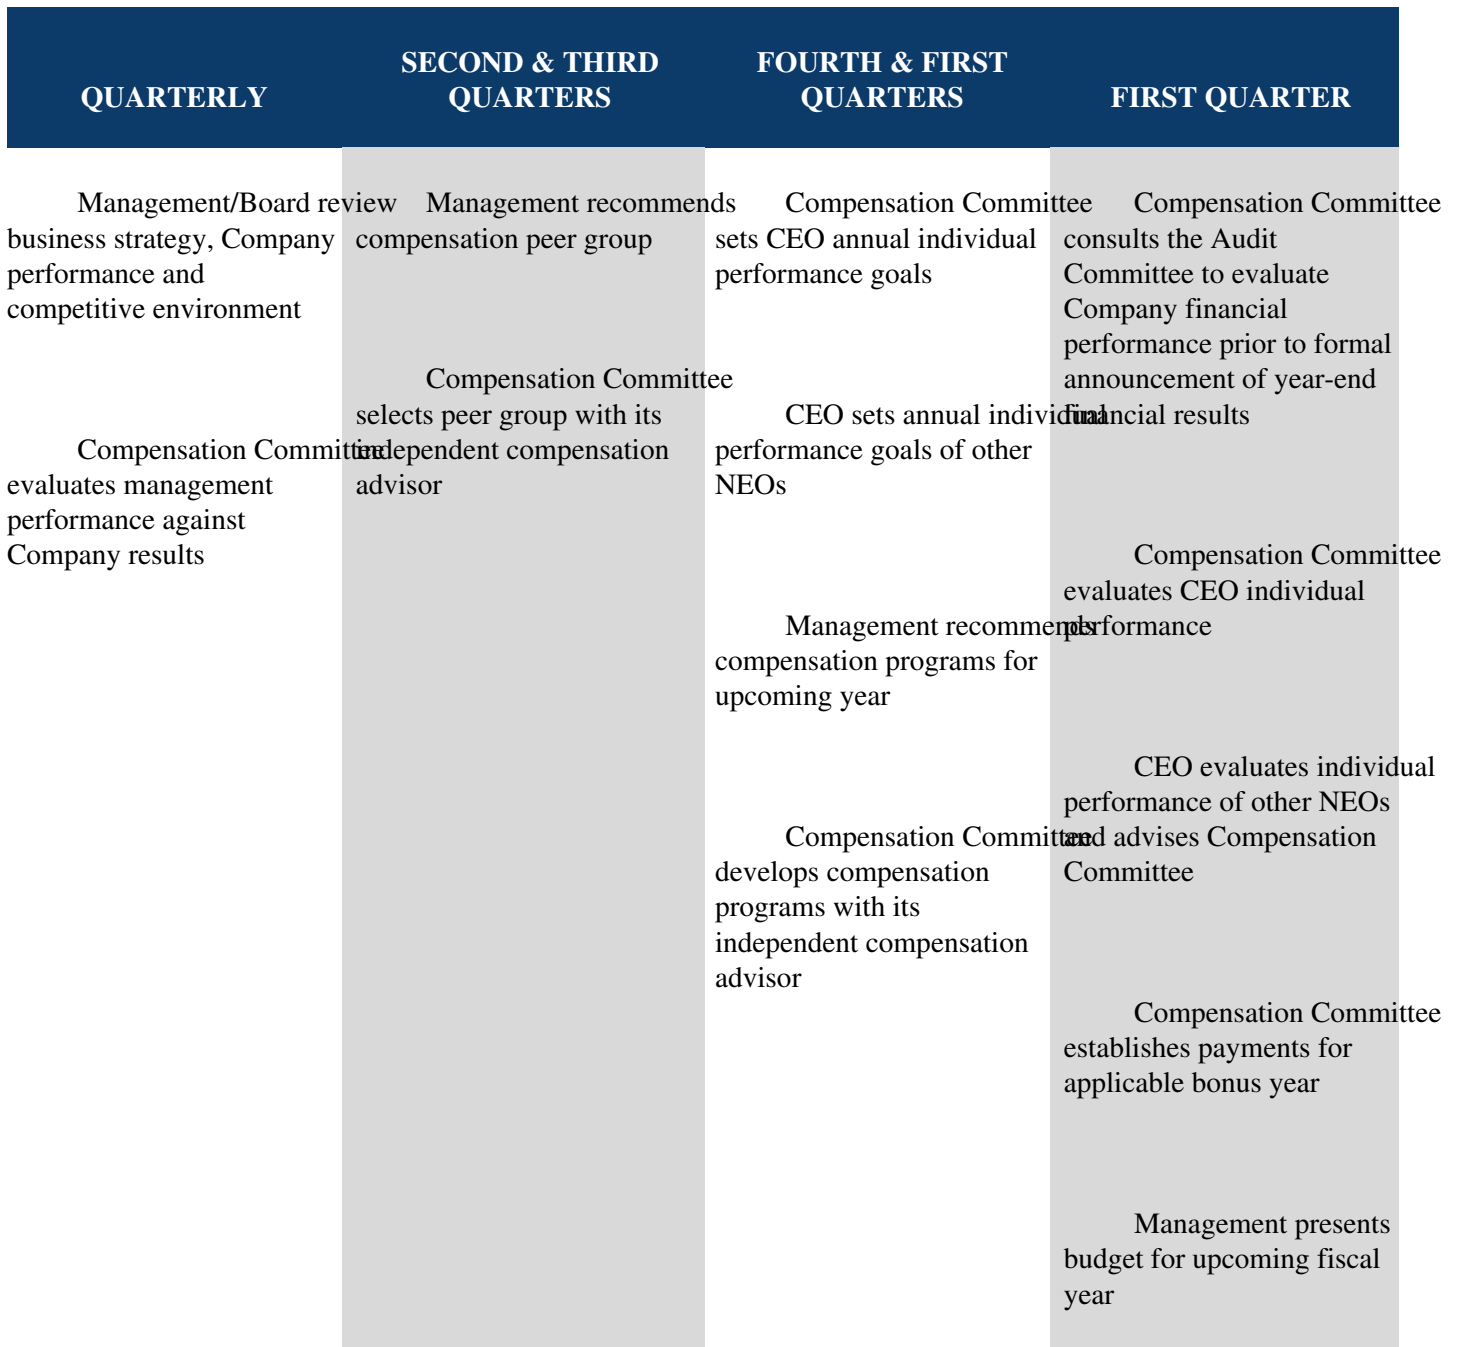 QUARTERLY
SECOND & THIRD
QUARTERS
FOURTH & FIRST
QUARTERS
FIRST QUARTER
Management/Board review
business strategy, Company
performance and
competitive environment
Compensation Committee
evaluates management
performance against
Company results
Management recommends
compensation peer group
Compensation Committee
selects peer group with its
independent compensation
advisor
Compensation Committee
sets CEO annual individual
performance goals
CEO sets annual individual
performance goals of other
NEOs
Management recommends
compensation programs for
upcoming year
Compensation Committee
develops compensation
programs with its
independent compensation
advisor
Compensation Committee
consults the Audit
Committee to evaluate
Company financial
performance prior to formal
announcement of year-end
financial results
Compensation Committee
evaluates CEO individual
performance
CEO evaluates individual
performance of other NEOs
and advises Compensation
Committee
Compensation Committee
establishes payments for
applicable bonus year
Management presents
budget for upcoming fiscal
year